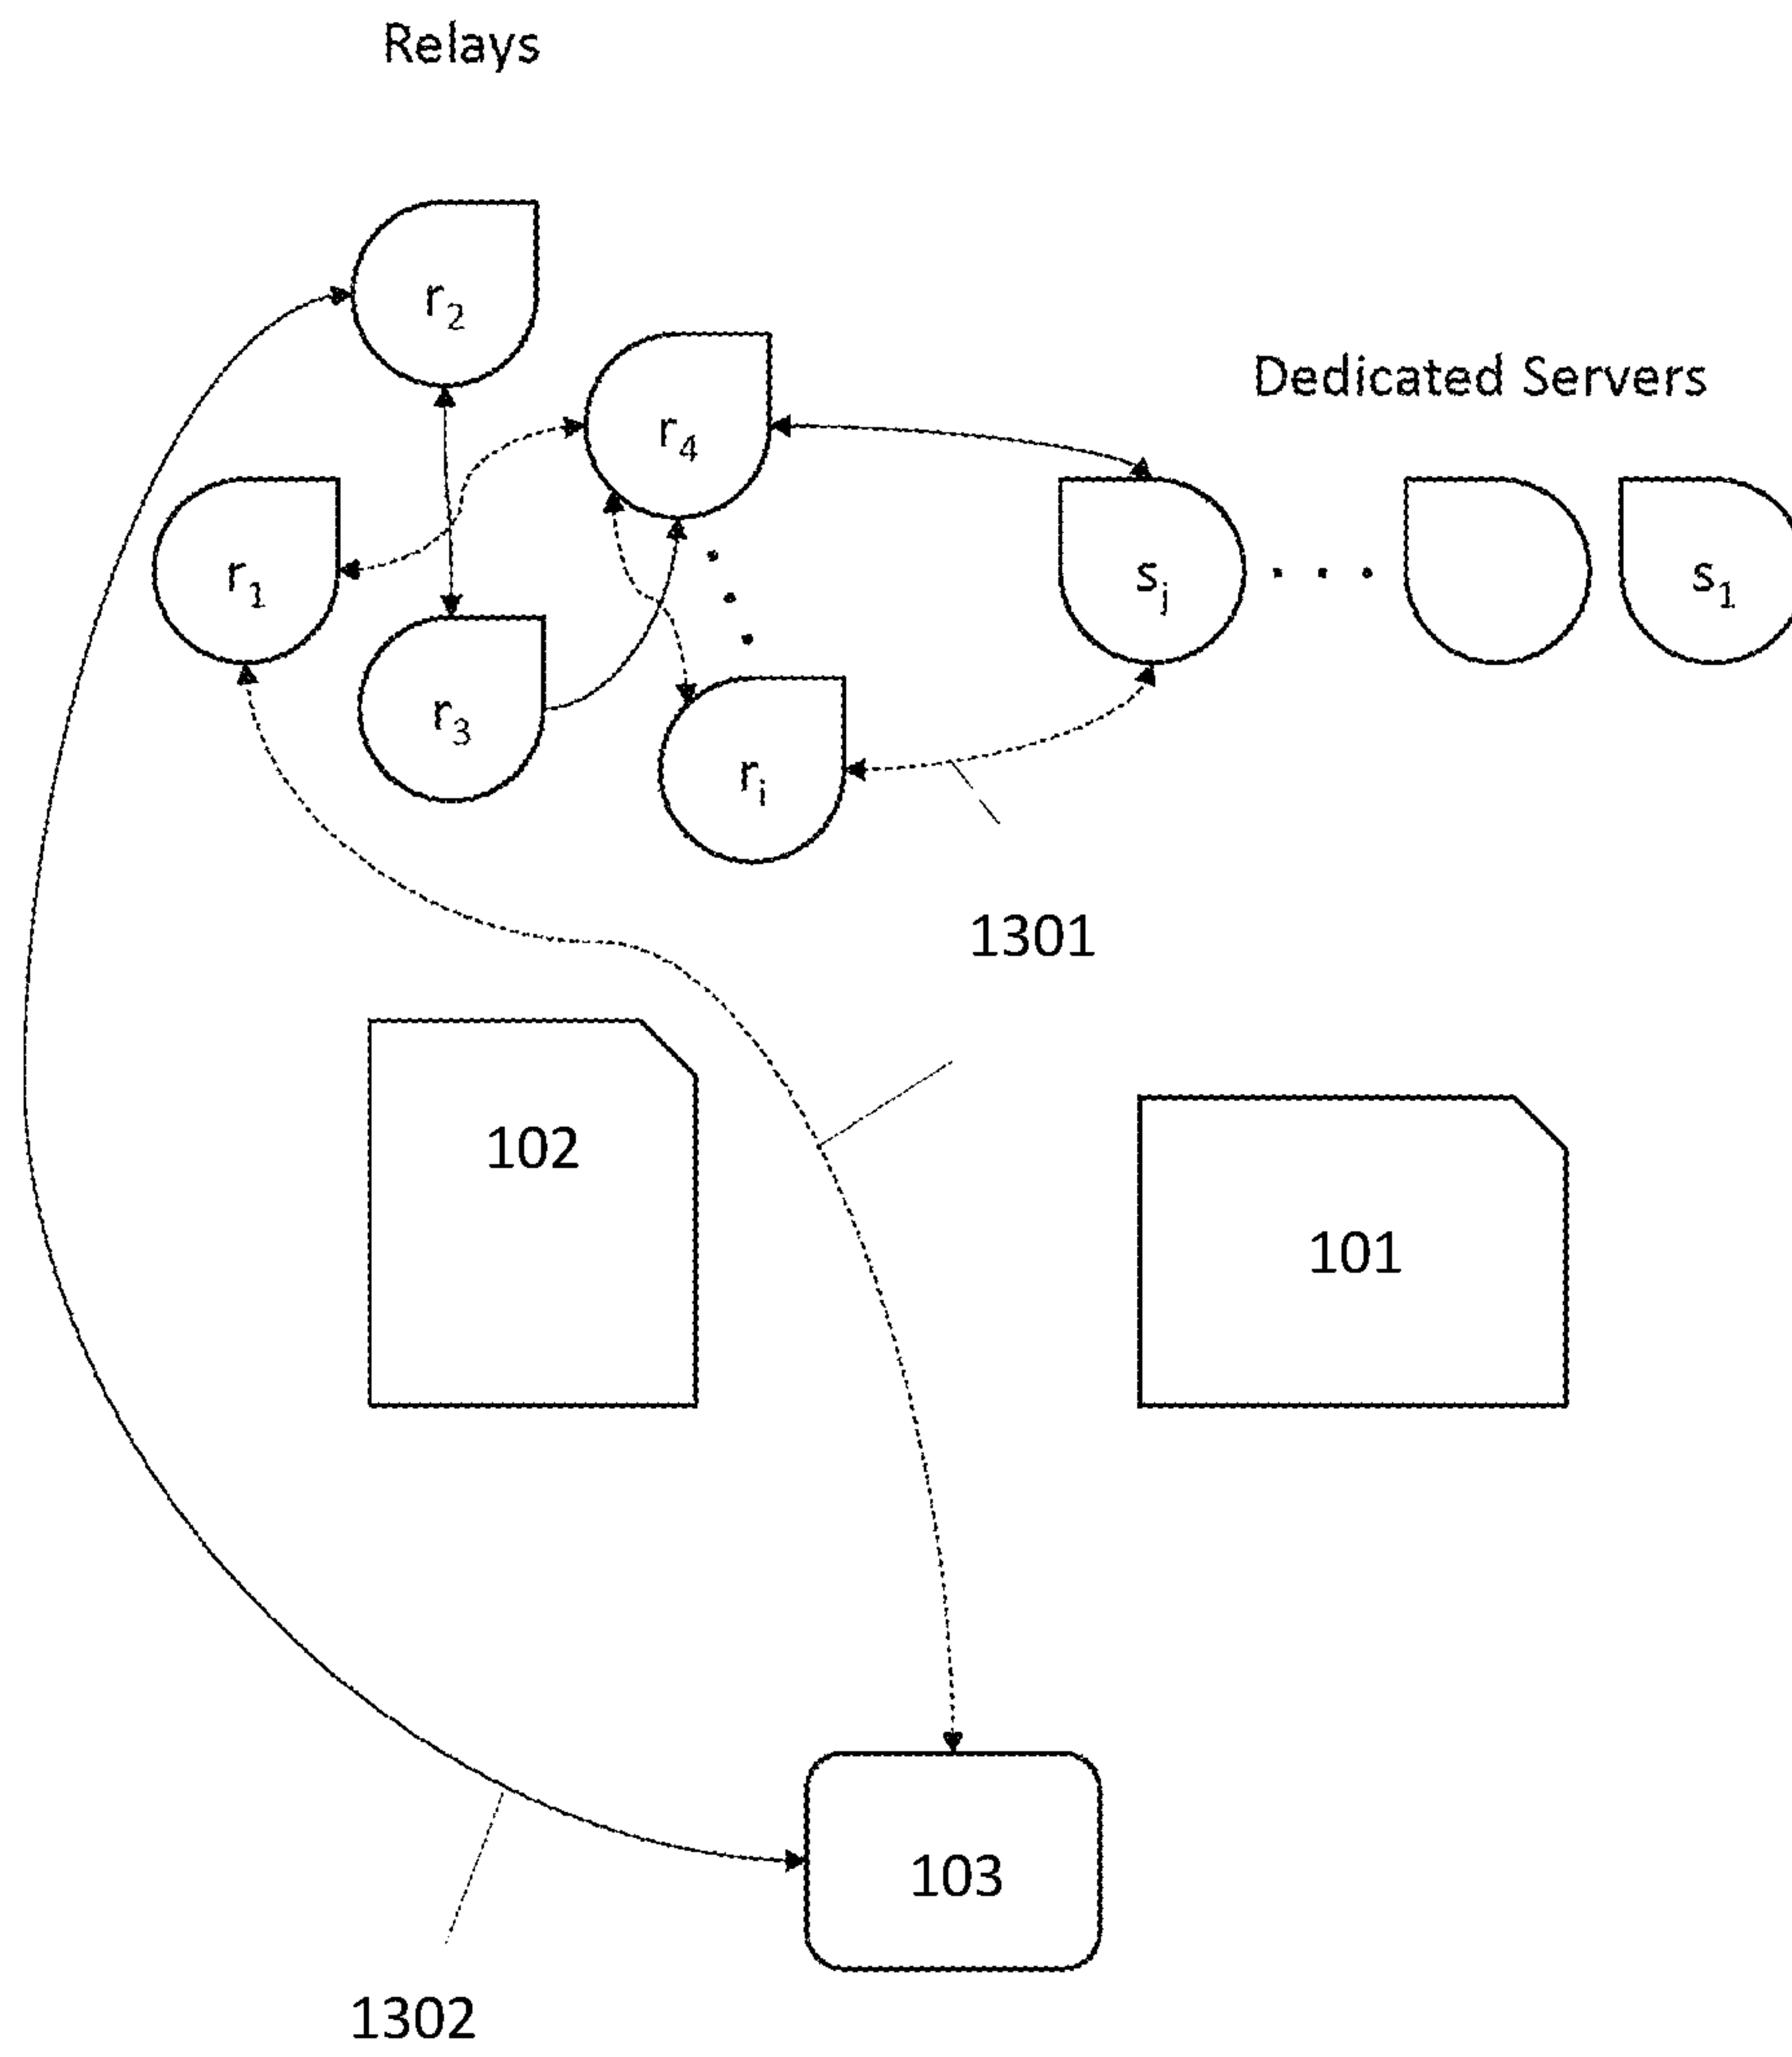 Relays
r2
r4
Dedicated Servers
r1
sj
s1
r3
ri
1301
102
101
103
1302